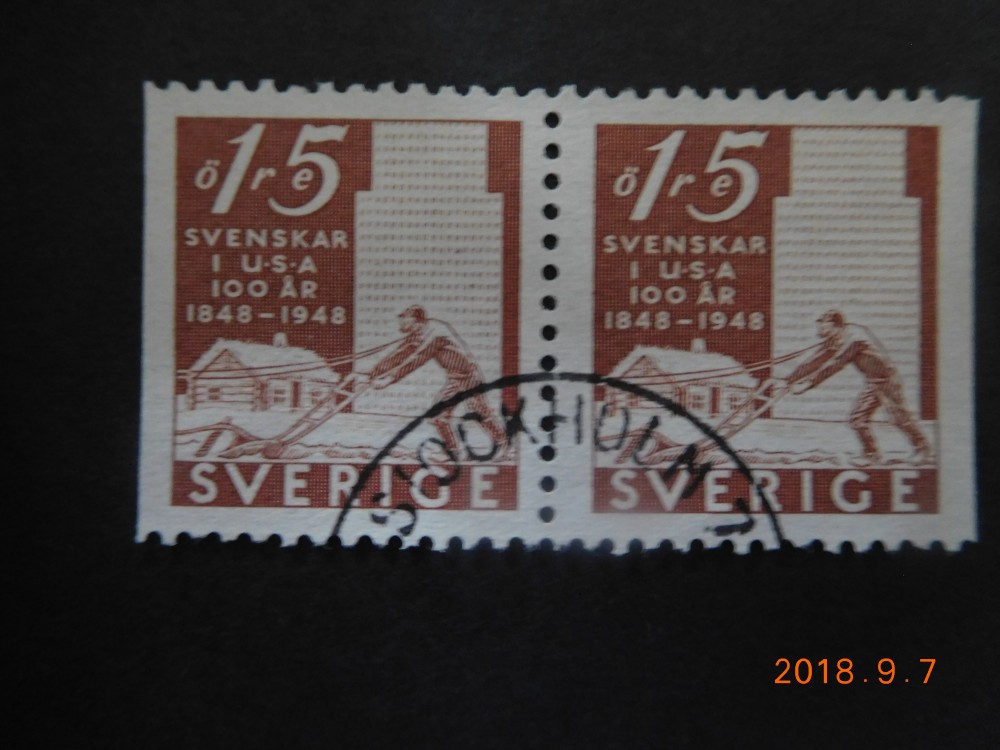 15
öre
SVENSKAR
I U·S·A
100 ÅR
1848-1948
SVERIGE
15
öre
SVENSKAR
I U·S·A
100 ÅR
1848-1948
SVERIGE
STOCKHOLM 1
2018.9.7